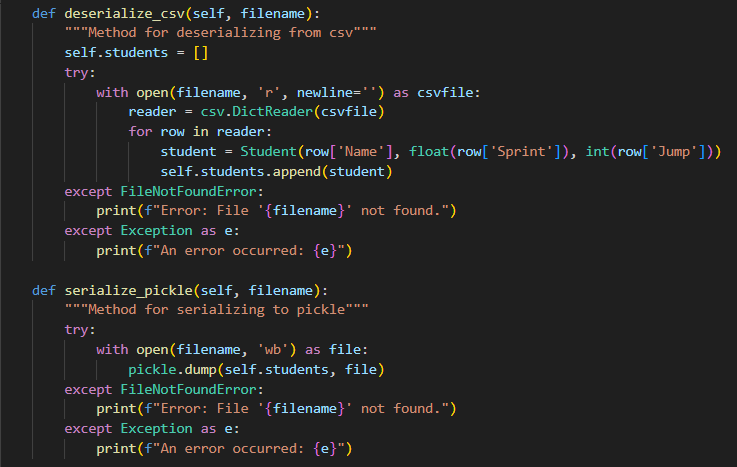 def deserialize_csv(self, filename):
    """Method for deserializing from csv"""
    self.students = []
    try:
        with open(filename, 'r', newline='') as csvfile:
            reader = csv.DictReader(csvfile)
            for row in reader:
                student = Student(row['Name'], float(row['Sprint']), int(row['Jump']))
                self.students.append(student)
    except FileNotFoundError:
        print(f"Error: File '{filename}' not found.")
    except Exception as e:
        print(f"An error occurred: {e}")

def serialize_pickle(self, filename):
    """Method for serializing to pickle"""
    try:
        with open(filename, 'wb') as file:
            pickle.dump(self.students, file)
    except FileNotFoundError:
        print(f"Error: File '{filename}' not found.")
    except Exception as e:
        print(f"An error occurred: {e}")